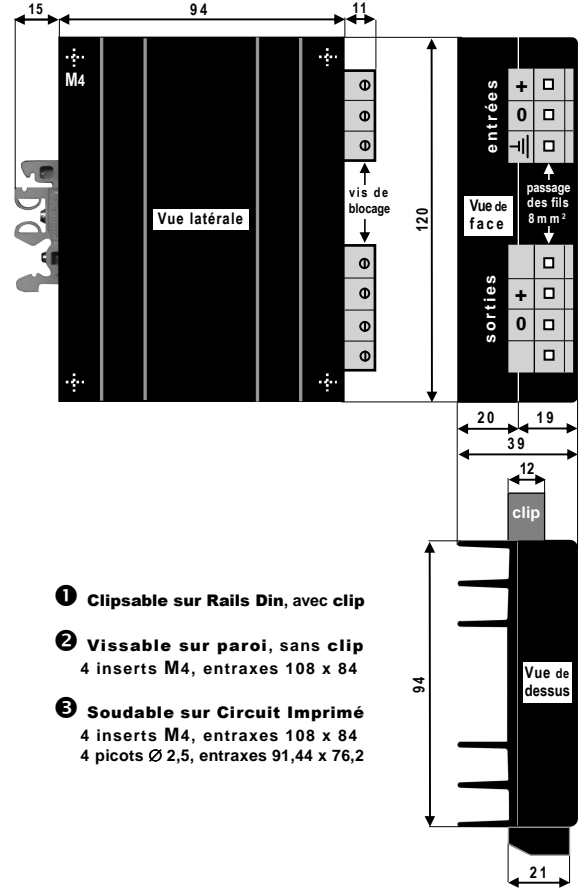 15 94 11
M4
vis de
blocage
Vue latérale
120
entrées
+
0
Vue de
face
passage
des fils
8mm²
sorties
+
0
20 19
39
12
clip
94
Vue de
dessus
21
❶ Clipsable sur Rails Din, avec clip
❷ Vissable sur paroi, sans clip
4 inserts M4, entraxes 108 x 84
❸ Soudable sur Circuit Imprimé
4 inserts M4, entraxes 108 x 84
4 picots Ø 2,5, entraxes 91,44 x 76,2